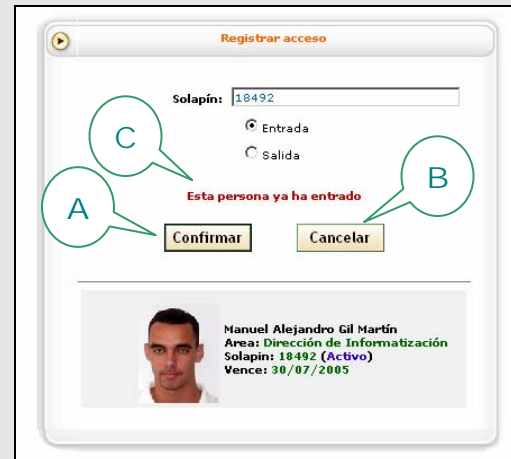 Registrar acceso
Solapín: 18492
Entrada
Salida
C
B
A
Esta persona ya ha entrado
Confirmar Cancelar
Manuel Alejandro Gil Martín
Area: Dirección de Informatización
Solapin: 18492 (Activo)
Vence: 30/07/2005